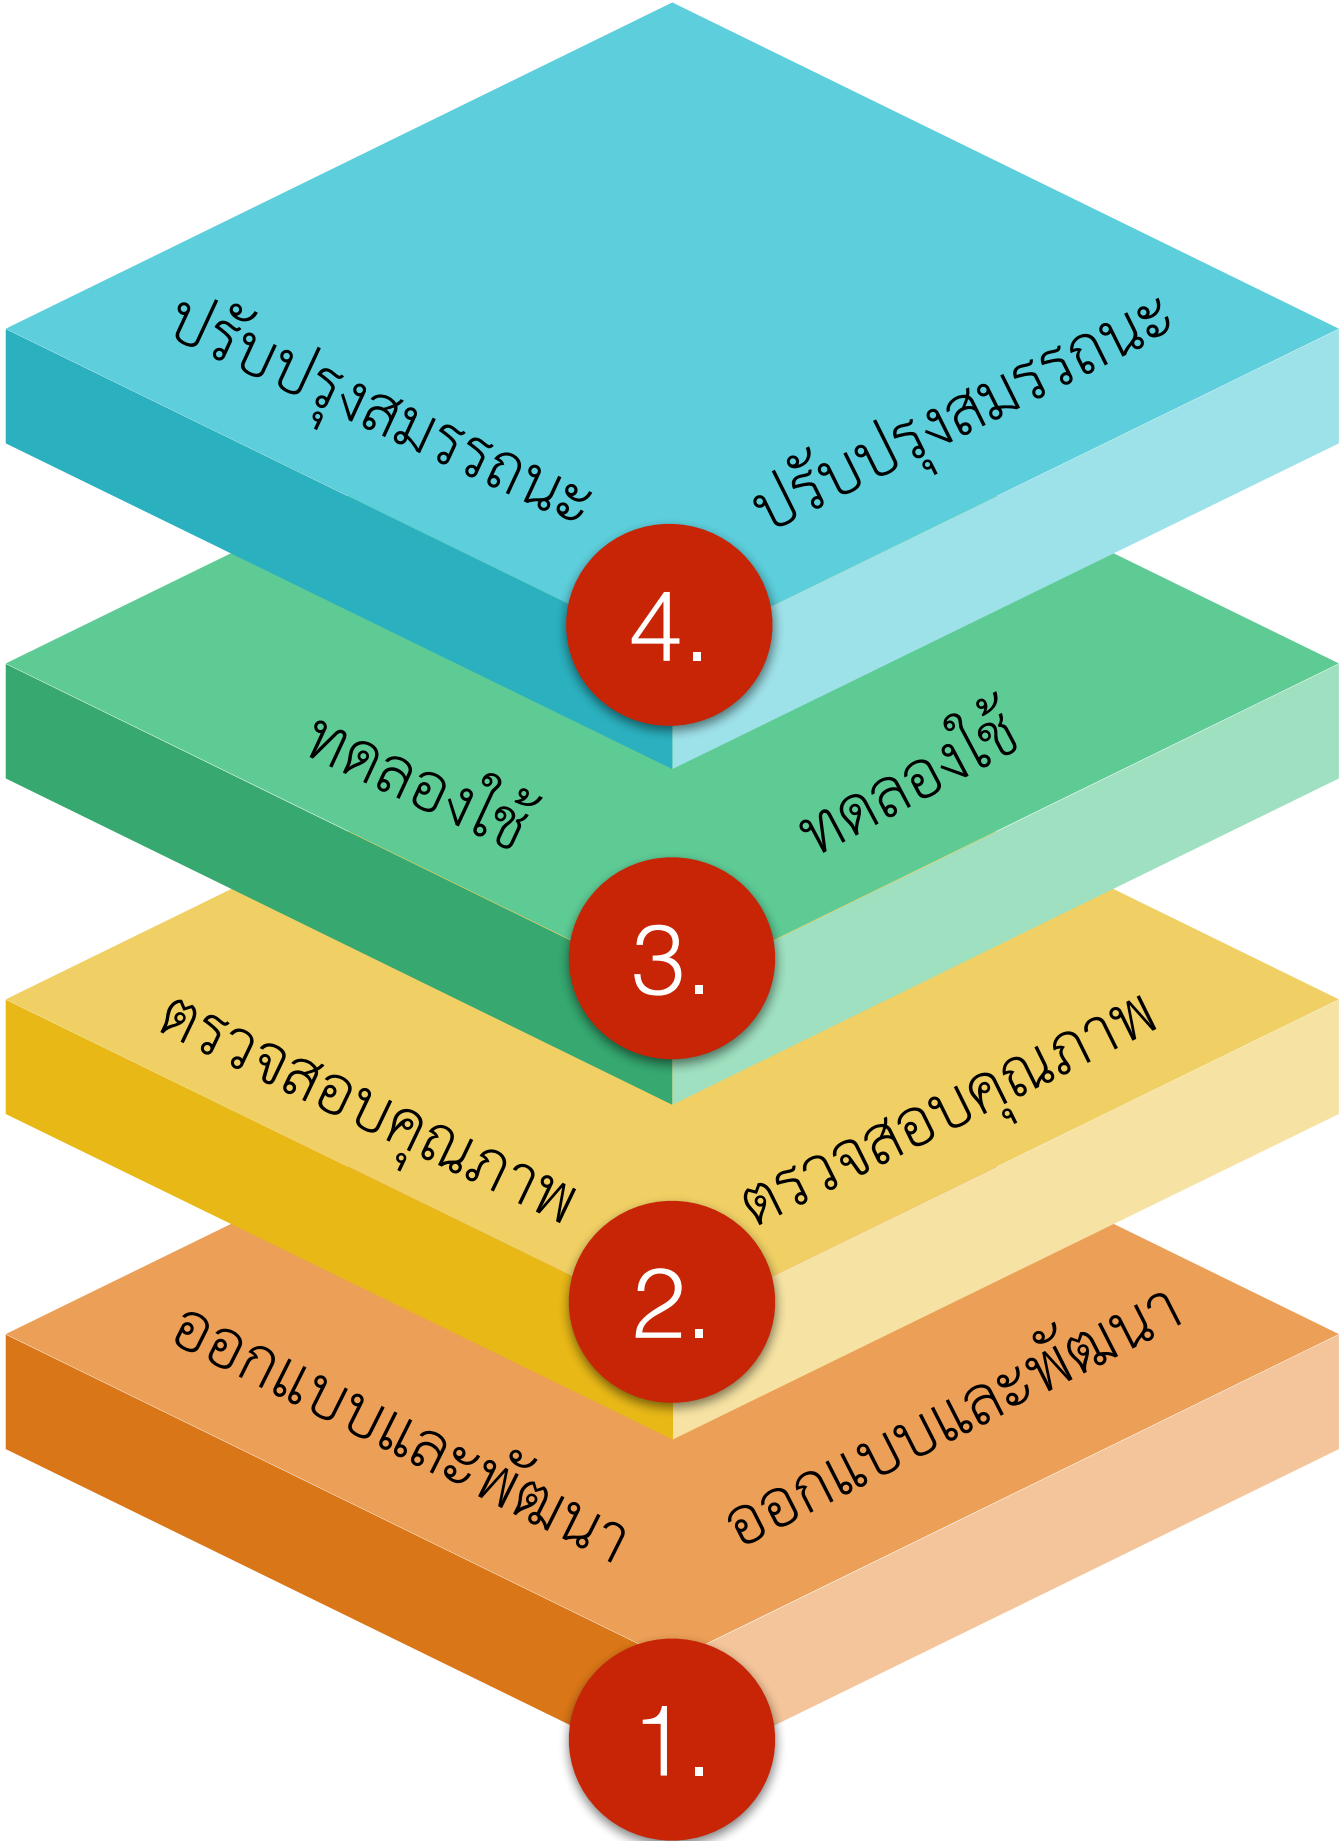 ปรับปรุงสมรรถนะ
ปรับปรุงสมรรถนะ
4.
ทดลองใช้
ทดลองใช้
3.
ตรวจสอบคุณภาพ
ตรวจสอบคุณภาพ
2.
ออกแบบและพัฒนา
ออกแบบและพัฒนา
1.